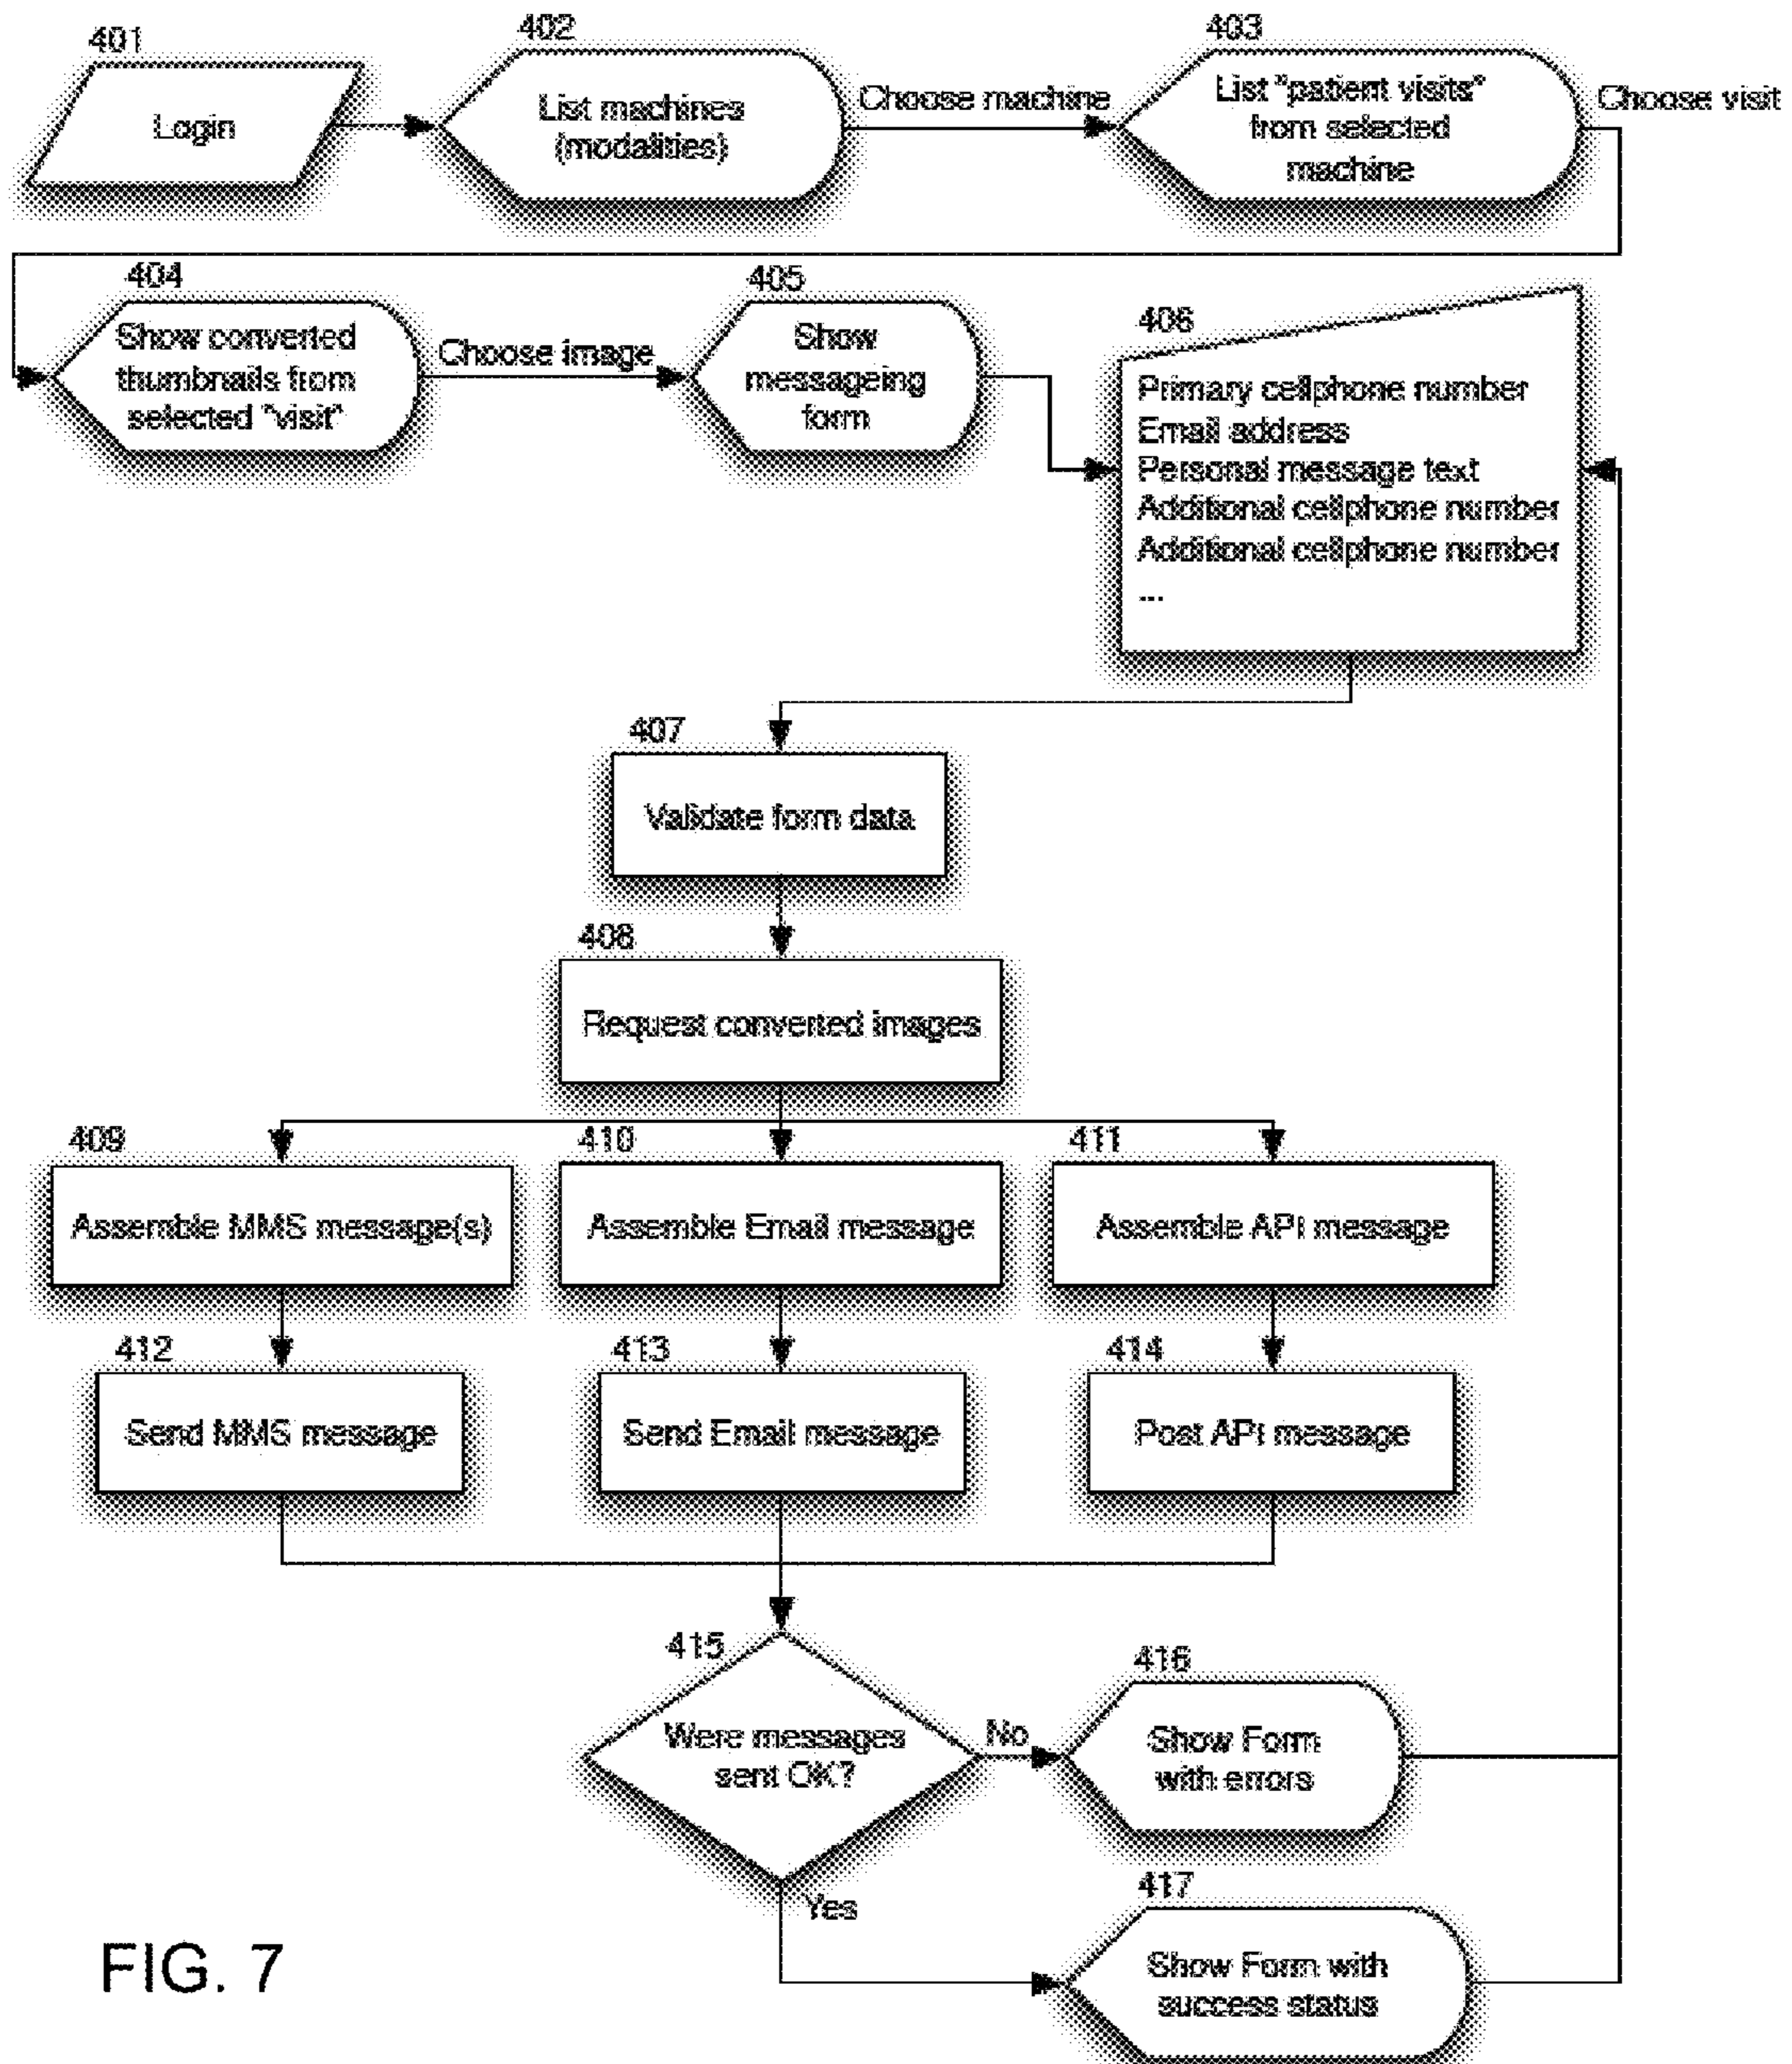 401
Login
402
List machines
(modalities)
Choose machine
403
List "patient visits"
from selected
machine
Choose visit
404
Show converted
thumbnails from
selected "visit"
Choose image
405
Show
messageing
form
406
Primary cellphone number
Email address
Personal message text
Additional cellphone number
Additional cellphone number
...
407
Validate form data
408
Request converted images
409
Assemble MMS message(s)
410
Assemble Email message
411
Assemble API message
412
Send MMS message
413
Send Email message
414
Post API message
415
Were messages
sent OK?
No
416
Show Form
with errors
Yes
417
Show Form with
success status
FIG. 7